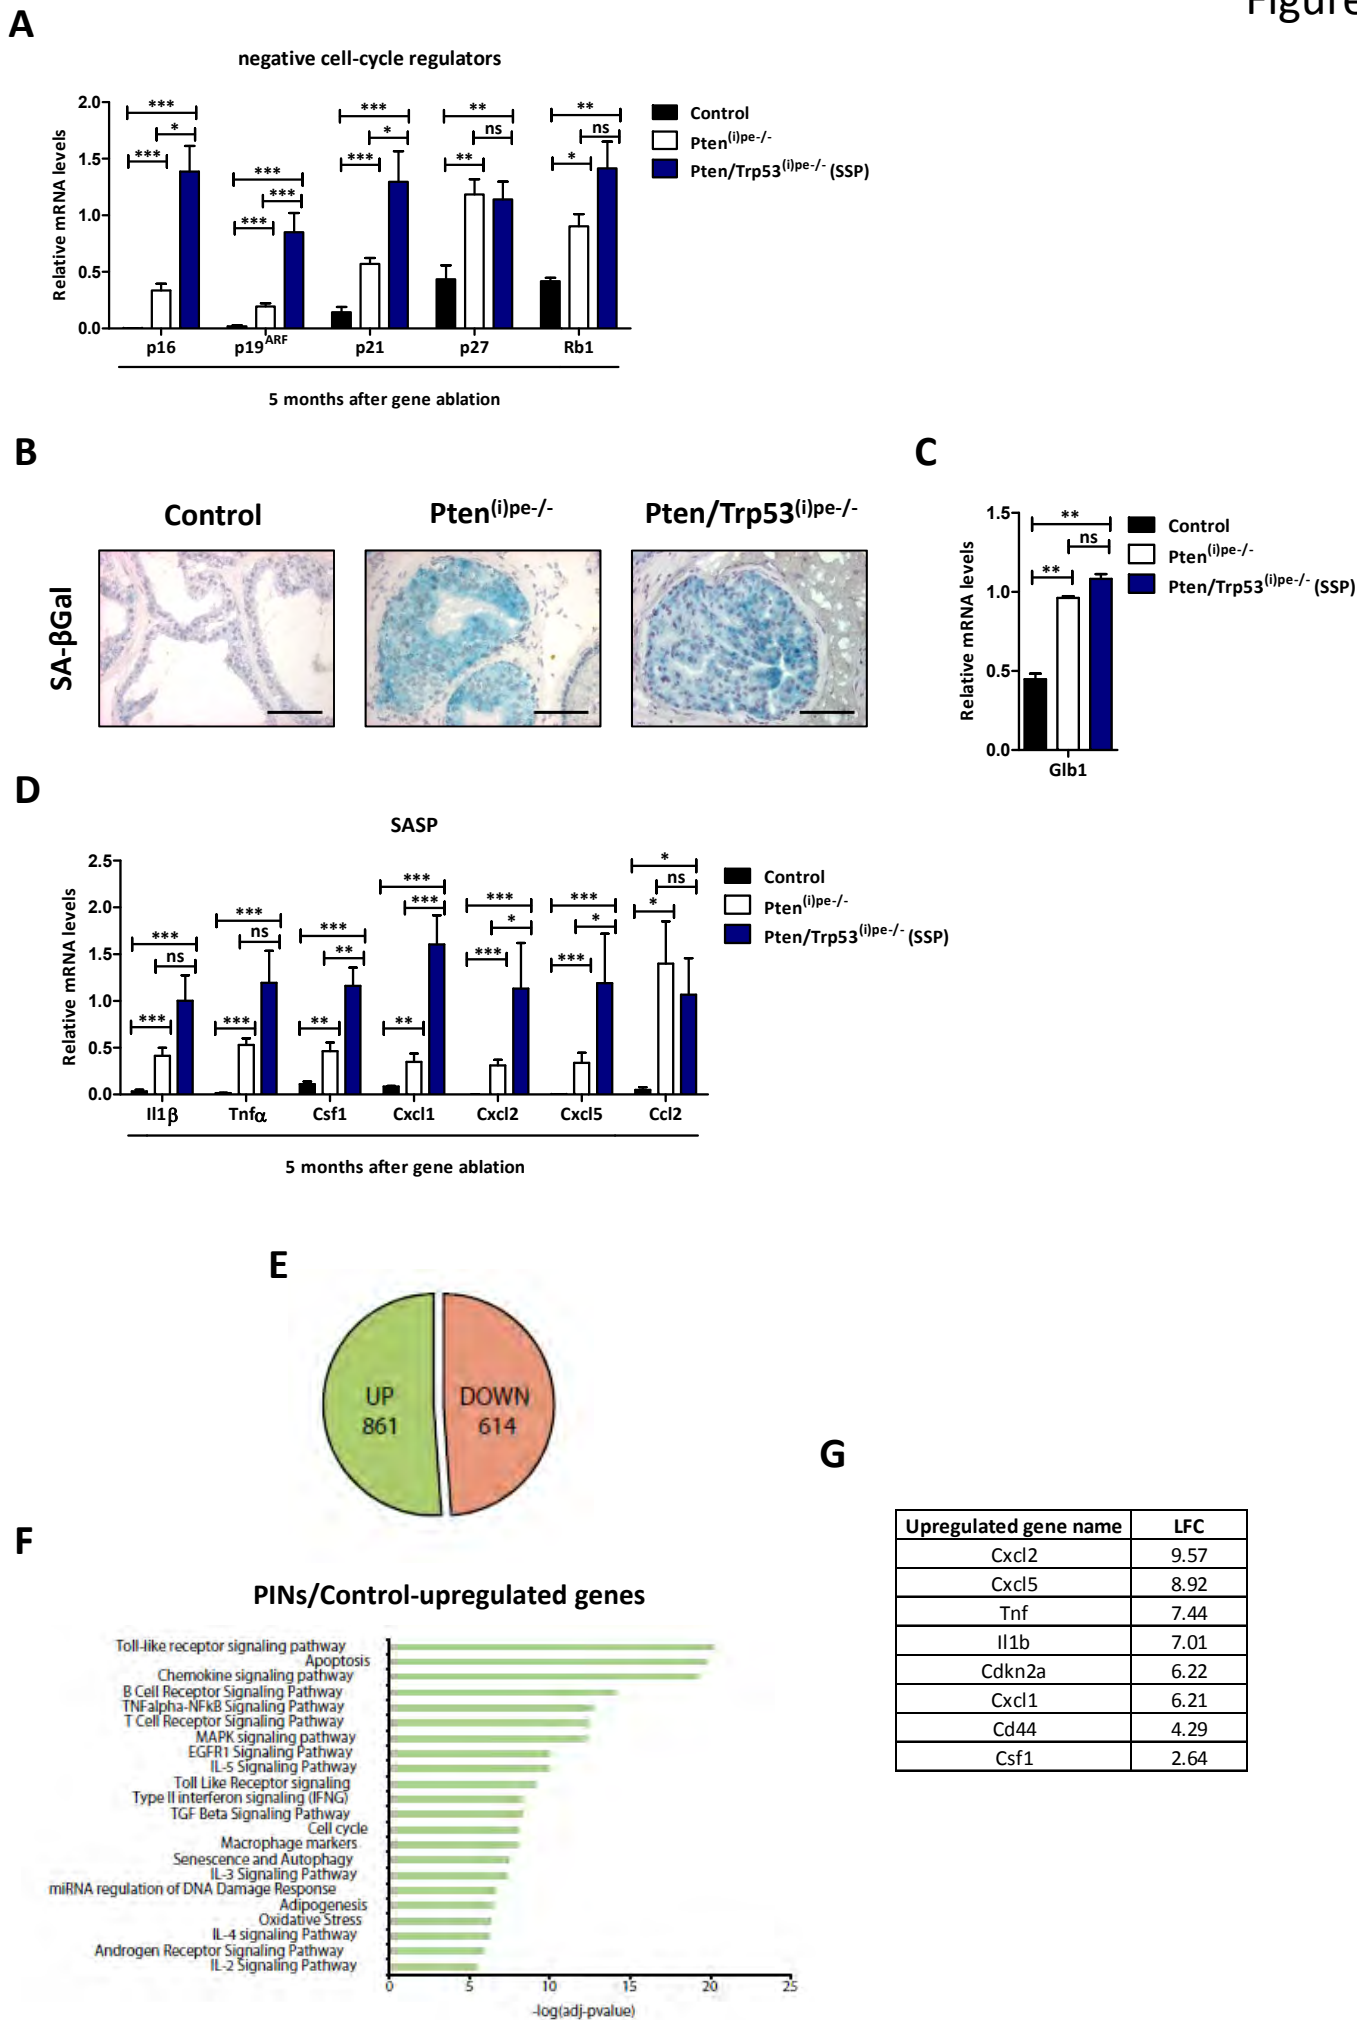 Figure
A
negative cell-cycle regulators
Relative mRNA levels
2.0
1.5
1.0
0.5
0.0
*** * ***
*** *** ***
*** * ***
** ns **
** ns *
p16 p19ARF p21 p27 Rb1
5 months after gene ablation
Control
Pten(i)pe-/-
Pten/Trp53(i)pe-/- (SSP)
B
Control Pten(i)pe-/- Pten/Trp53(i)pe-/-
SA-βGal
C
Relative mRNA levels
1.5
1.0
0.5
0.0
**
ns
**
Glb1
Control
Pten(i)pe-/-
Pten/Trp53(i)pe-/- (SSP)
D
SASP
Relative mRNA levels
2.5
2.0
1.5
1.0
0.5
0.0
*** ns ***
*** ns ***
*** ** **
*** *** **
*** * ***
*** * ***
* ns *
Il1β Tnfα Csf1 Cxcl1 Cxcl2 Cxcl5 Ccl2
5 months after gene ablation
Control
Pten(i)pe-/-
Pten/Trp53(i)pe-/- (SSP)
E
UP
861
DOWN
614
F
PINs/Control-upregulated genes
Toll-like receptor signaling pathway
Apoptosis
Chemokine signaling pathway
B Cell Receptor Signaling Pathway
TNFalpha-NFkB Signaling Pathway
T Cell Receptor Signaling Pathway
MAPK signaling pathway
EGFR1 Signaling Pathway
IL-5 Signaling Pathway
Toll Like Receptor signaling
Type II interferon signaling (IFNG)
TGF Beta Signaling Pathway
Cell cycle
Macrophage markers
Senescence and Autophagy
IL-3 Signaling Pathway
miRNA regulation of DNA Damage Response
Adipogenesis
Oxidative Stress
IL-4 signaling Pathway
Androgen Receptor Signaling Pathway
IL-2 Signaling Pathway
0 5 10 15 20 25
-log(adj-pvalue)
G
Upregulated gene name LFC
Cxcl2 9.57
Cxcl5 8.92
Tnf 7.44
Il1b 7.01
Cdkn2a 6.22
Cxcl1 6.21
Cd44 4.29
Csf1 2.64